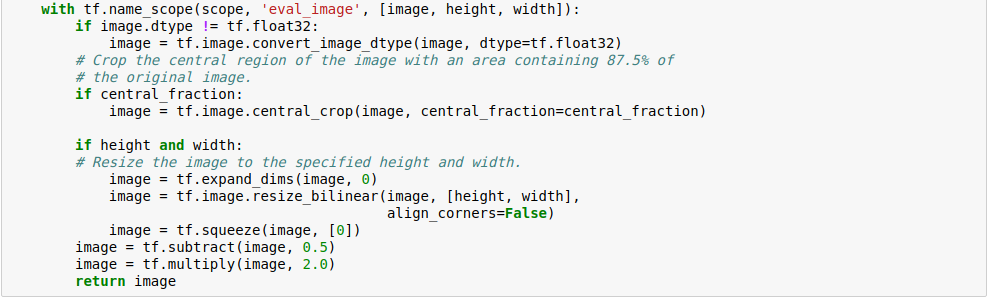 with tf.name_scope(scope, 'eval_image', [image, height, width]):
if image.dtype != tf.float32:
image = tf.image.convert_image_dtype(image, dtype=tf.float32)
# Crop the central region of the image with an area containing 87.5% of
# the original image.
if central_fraction:
image = tf.image.central_crop(image, central_fraction=central_fraction)
if height and width:
# Resize the image to the specified height and width.
image = tf.expand_dims(image, 0)
image = tf.image.resize_bilinear(image, [height, width],
align_corners=False)
image = tf.squeeze(image, [0])
image = tf.subtract(image, 0.5)
image = tf.multiply(image, 2.0)
return image